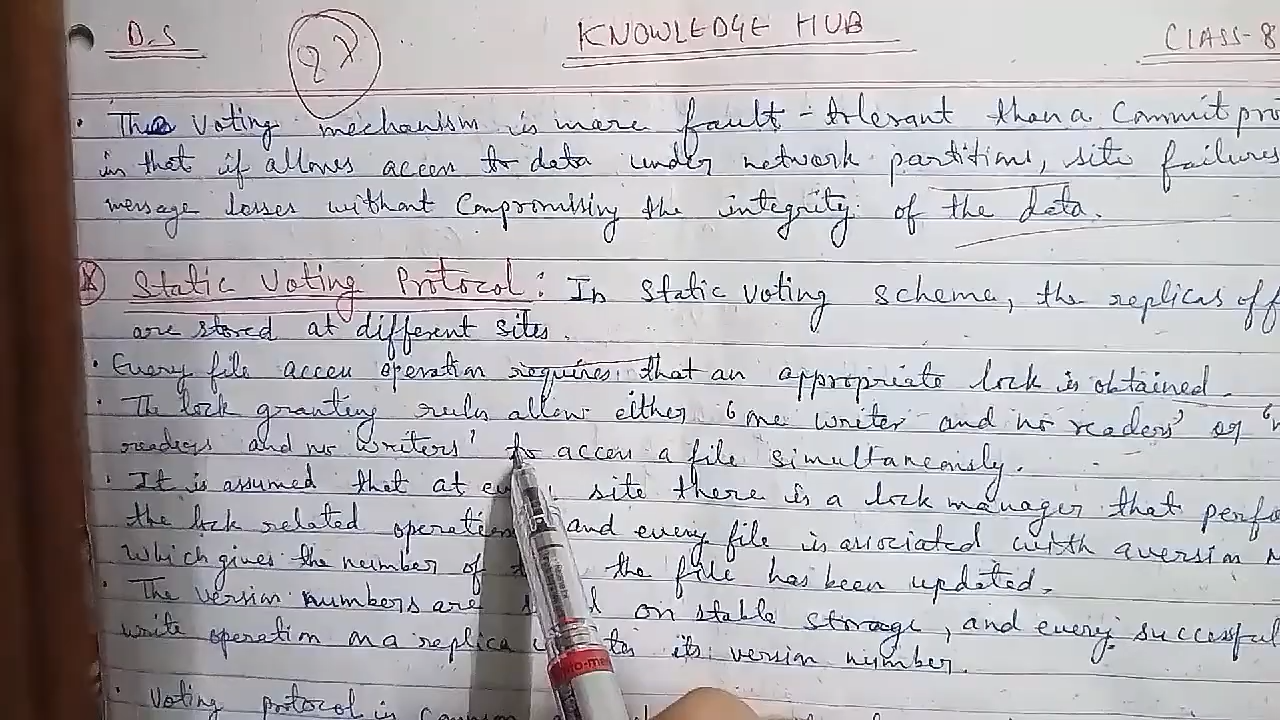 D.S
27
KNOWLEDGE HUB
CLASS-8
• The Voting mechanism is more fault-tolerant than a Commit pro
in that if allows access to data under network partitions, site failures
message losses without Compromissing the integrity of the data.
Static Voting Protocol: In static voting scheme, the replicas of f
are stored at different sites.
• Every file access operation requires that an appropriate lock is obtained.
• The lock granting rules allow either 'one writer and no readers' or
readers and no writers' to access a file simultaneously.
• It is assumed that at site there is a lock manager that perfo
the lock related and every file is associated with a version
which gives the number of the file has been updated.
• The version numbers are on stable storage, and every successful
write operation on a replica its version number.
• Voting protocol is